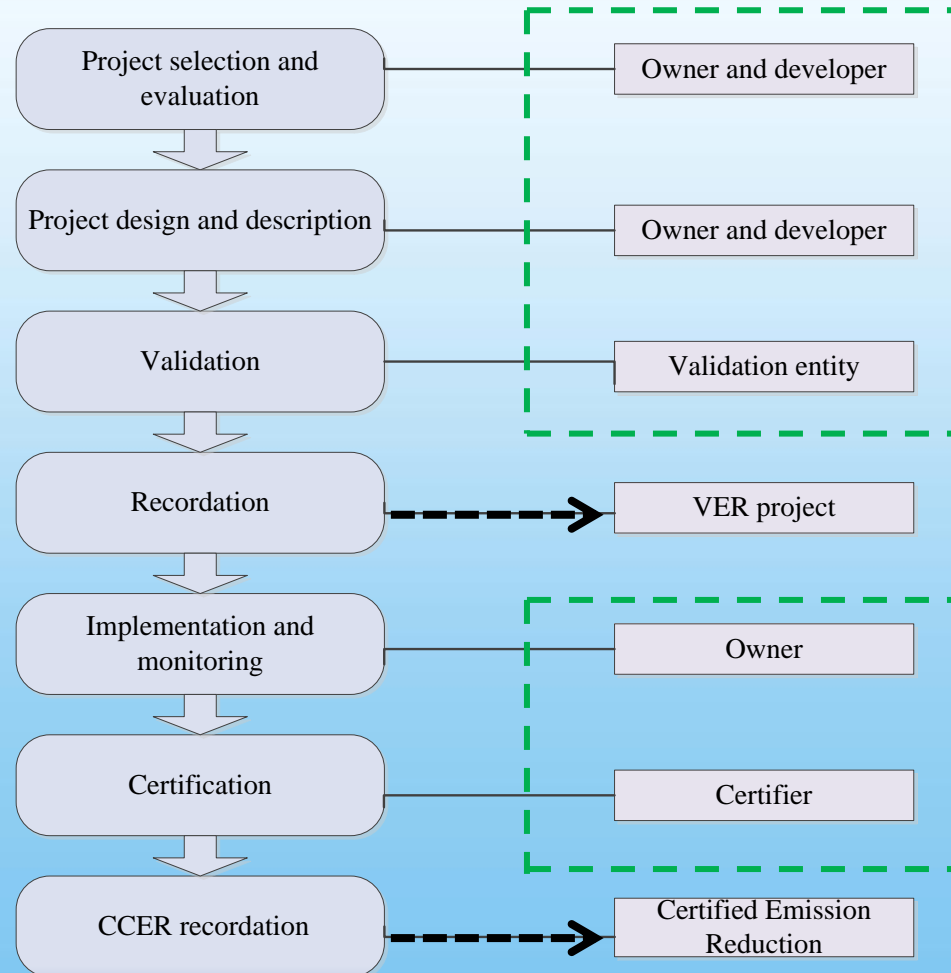 Project selection and
evaluation
Owner and developer
Project design and description
Owner and developer
Validation
Validation entity
Recordation
VER project
Implementation and
monitoring
Owner
Certification
Certifier
CCER recordation
Certified Emission
Reduction